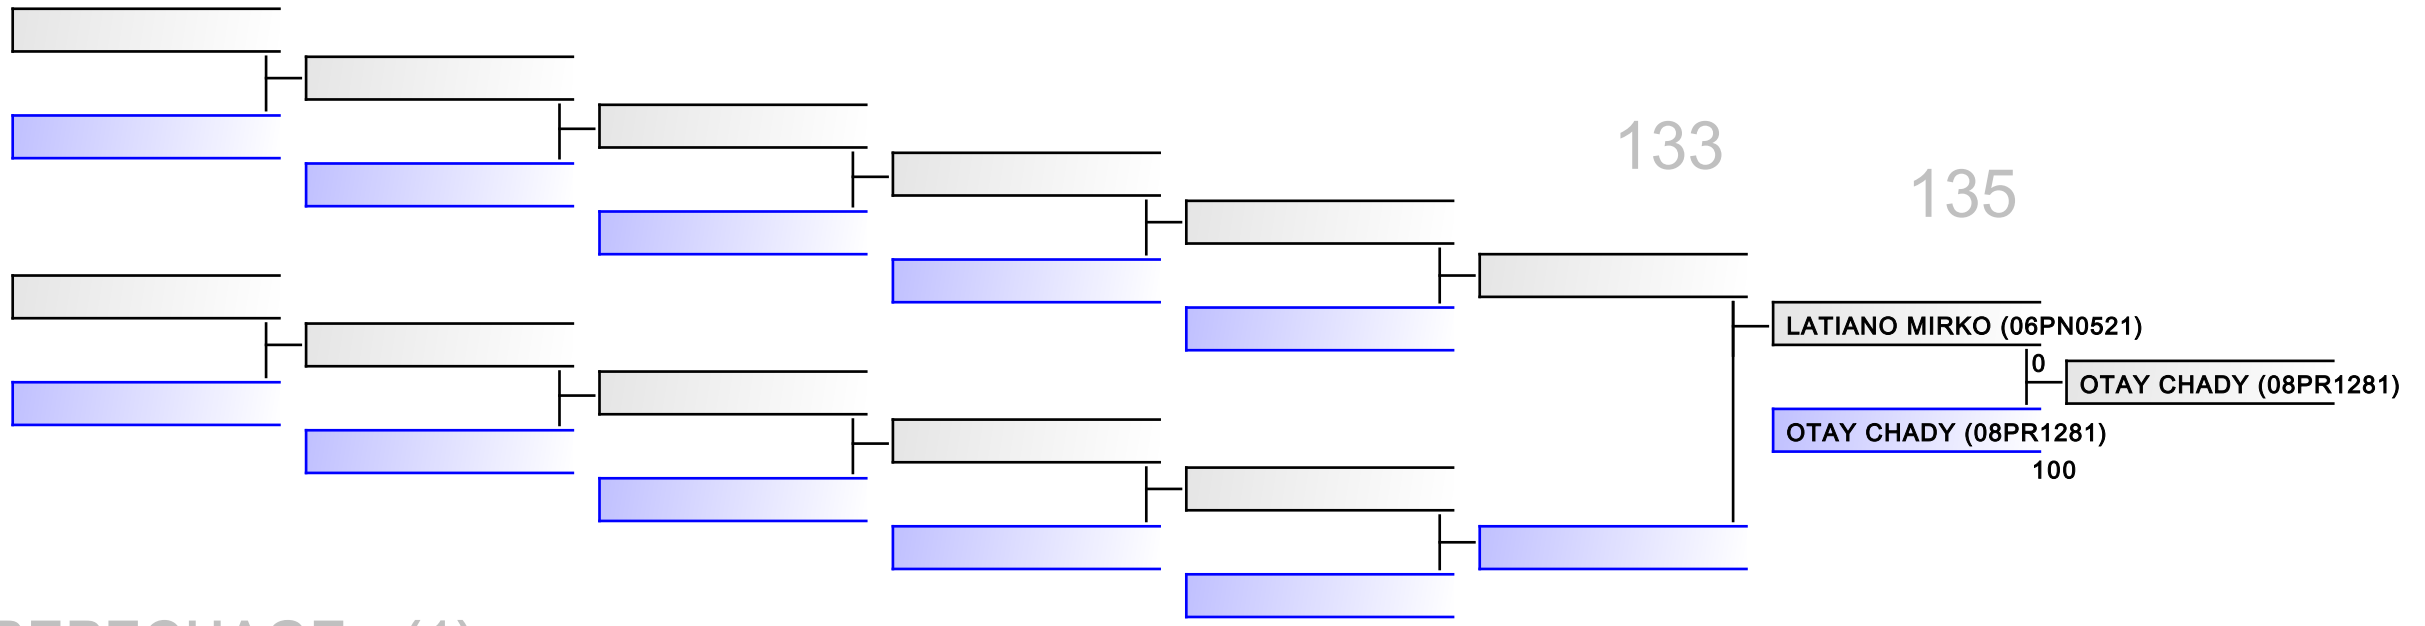 133
135
LATIANO MIRKO (06PN0521)
0
OTAY CHADY (08PR1281)
OTAY CHADY (08PR1281)
100